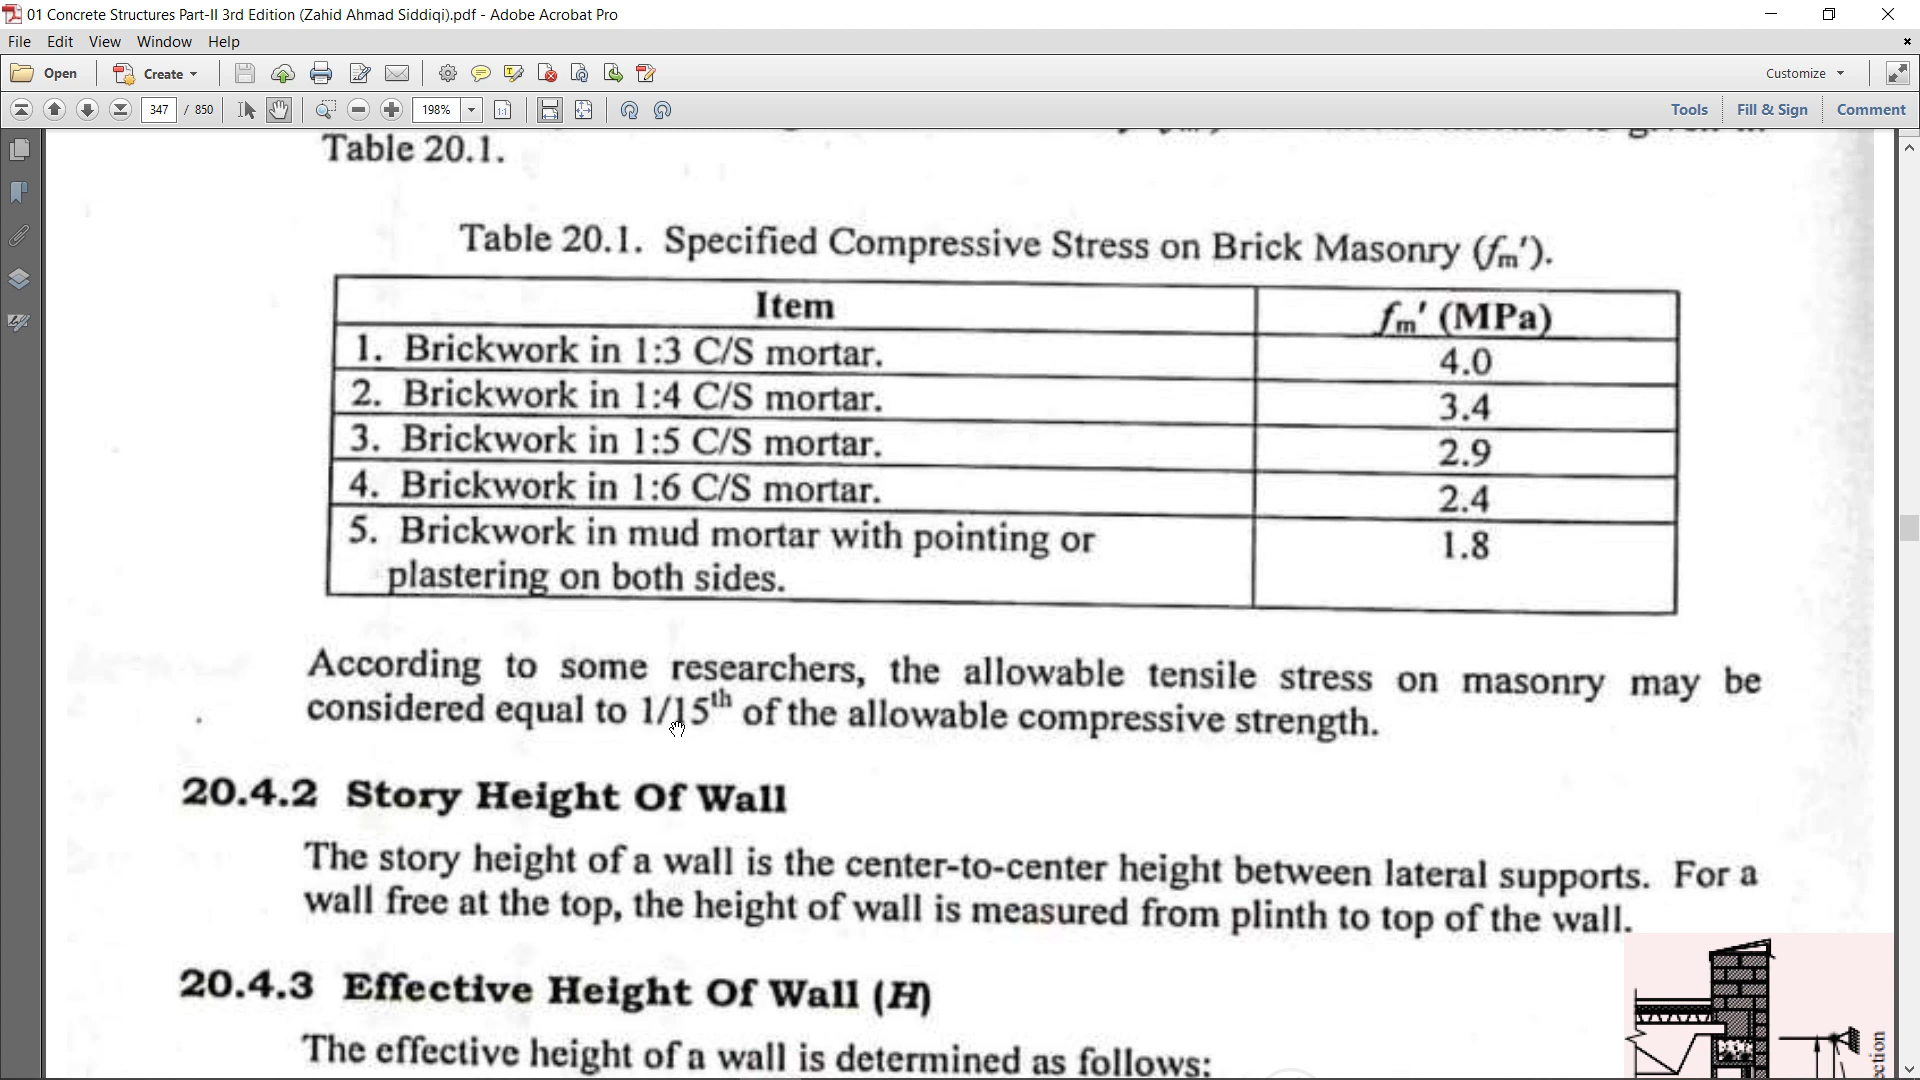 01 Concrete Structures Part-II 3rd Edition (Zahid Ahmad Siddiqi).pdf - Adobe Acrobat Pro
File Edit View Window Help
Open Create Customize
347 / 850 198% Tools Fill & Sign Comment
Table 20.1.
Table 20.1. Specified Compressive Stress on Brick Masonry (fm′).
Item fm′ (MPa)
1. Brickwork in 1:3 C/S mortar. 4.0
2. Brickwork in 1:4 C/S mortar. 3.4
3. Brickwork in 1:5 C/S mortar. 2.9
4. Brickwork in 1:6 C/S mortar. 2.4
5. Brickwork in mud mortar with pointing or 1.8
plastering on both sides.
According to some researchers, the allowable tensile stress on masonry may be
considered equal to 1/15th of the allowable compressive strength.
20.4.2 Story Height Of Wall
The story height of a wall is the center-to-center height between lateral supports. For a
wall free at the top, the height of wall is measured from plinth to top of the wall.
20.4.3 Effective Height Of Wall (H)
The effective height of a wall is determined as follows: